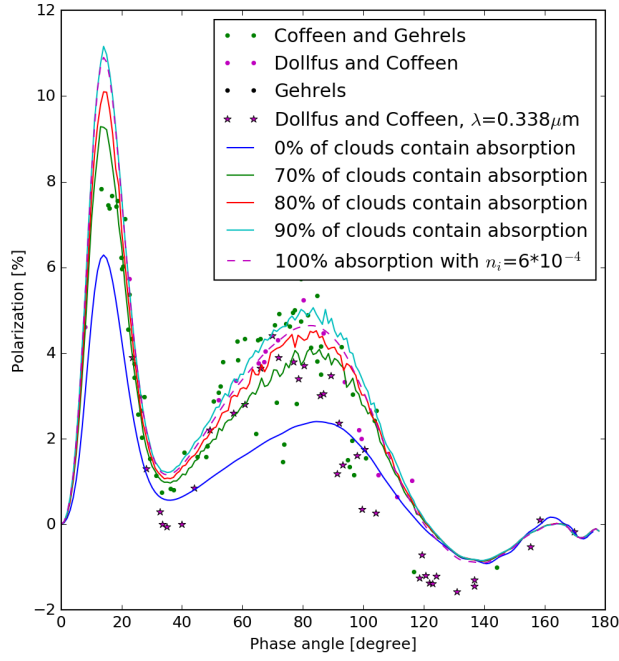 12
10
8
6
4
2
0
−2
Polarization [%]
Coffeen and Gehrels
Dollfus and Coffeen
Gehrels
Dollfus and Coffeen, λ=0.338μm
0% of clouds contain absorption
70% of clouds contain absorption
80% of clouds contain absorption
90% of clouds contain absorption
100% absorption with nᵢ=6*10⁻⁴
0 20 40 60 80 100 120 140 160 180
Phase angle [degree]